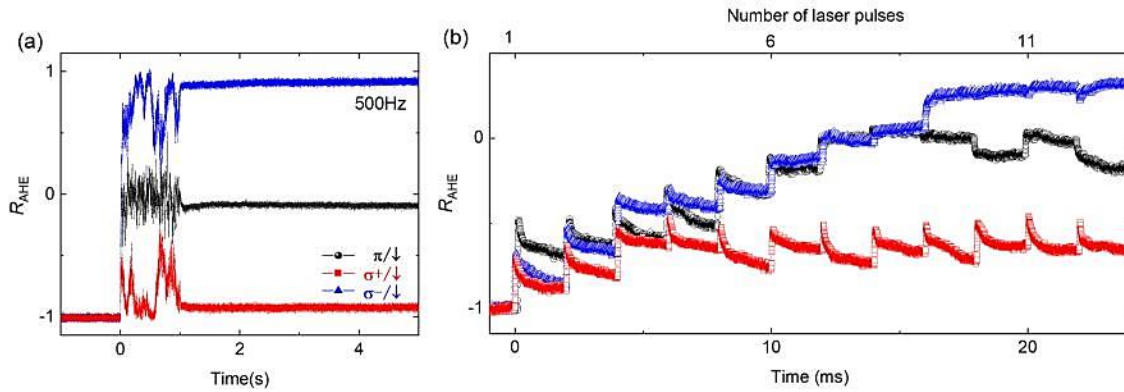 (a)
1
0
-1
R_AHE
500Hz
π/↓
σ+/↓
σ−/↓
0
2
4
Time(s)
Number of laser pulses
(b)
1
6
11
0
-1
R_AHE
0
10
20
Time (ms)